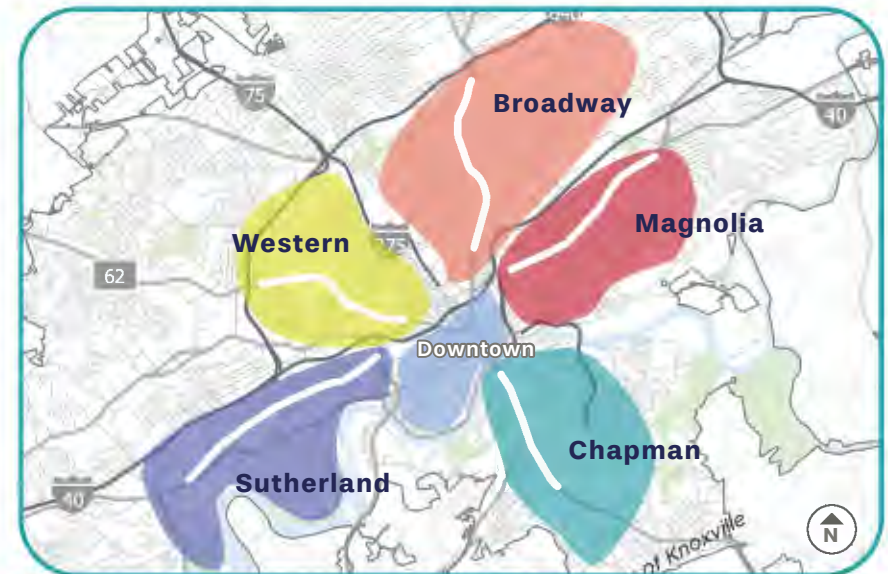 75
Broadway
40
Magnolia
Western
275
62
Downtown
Chapman
Sutherland
40
of Knoxville
N